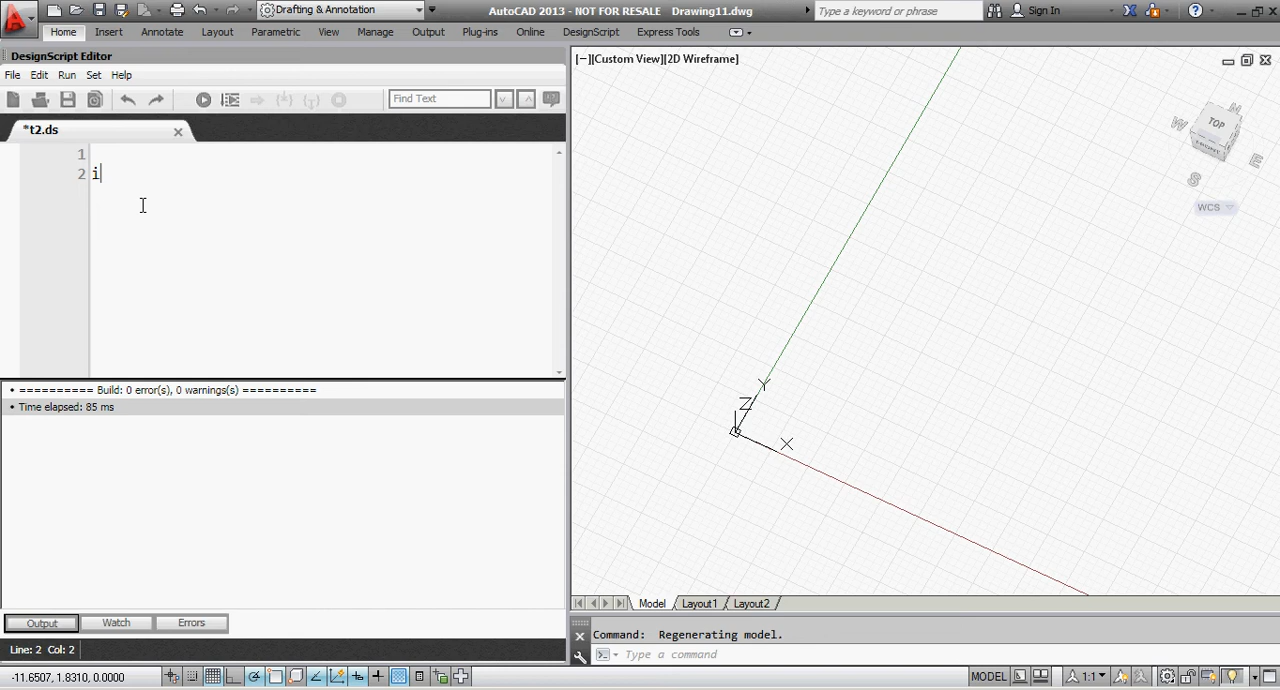 Drafting & Annotation
AutoCAD 2013 - NOT FOR RESALE Drawing11.dwg
Type a keyword or phrase
Sign In
Home Insert Annotate Layout Parametric View Manage Output Plug-ins Online DesignScript Express Tools
DesignScript Editor
File Edit Run Set Help
Find Text
*t2.ds
1
2 i
[−][Custom View][2D Wireframe]
TOP
FRONT
N
W
E
S
WCS
Y
Z
X
• ========== Build: 0 error(s), 0 warnings(s) ==========
• Time elapsed: 85 ms
Output Watch Errors
Line: 2 Col: 2
Model Layout1 Layout2
Command: Regenerating model.
Type a command
-11.6507, 1.8310, 0.0000
MODEL
1:1